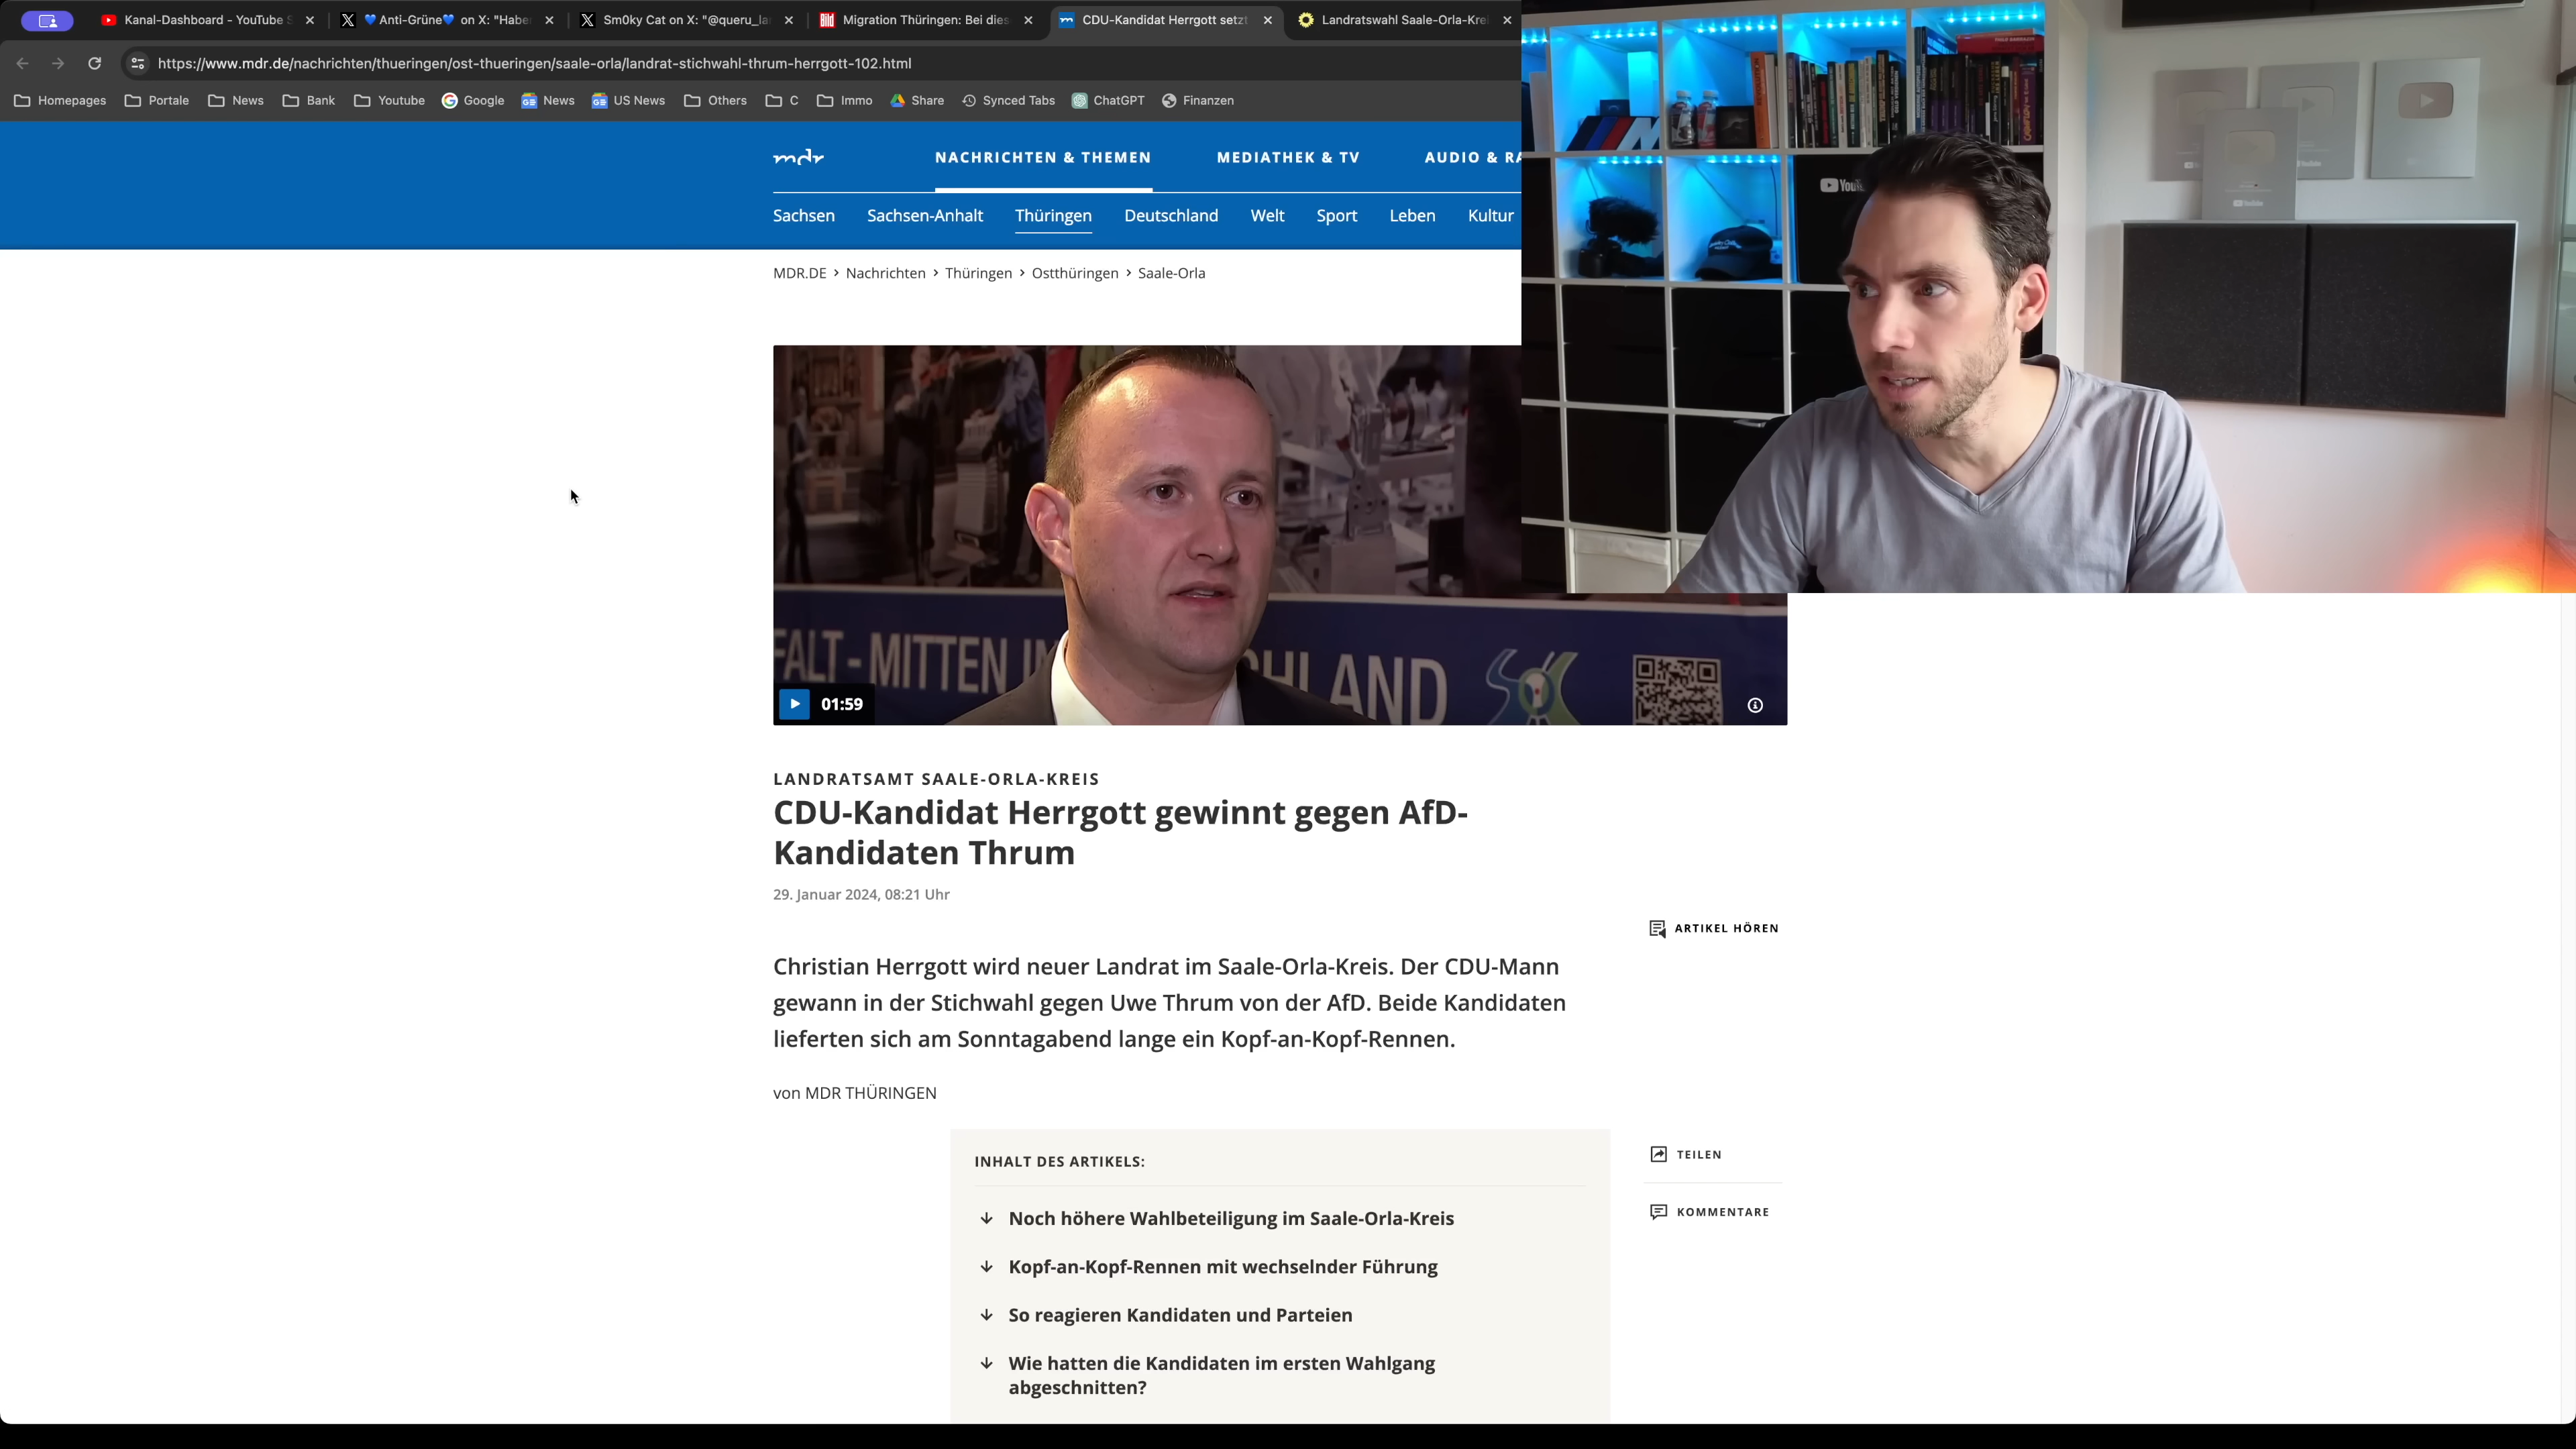 Kanal-Dashboard - YouTube S
💙 Anti-Grüne💙 on X: "Habe
Sm0ky Cat on X: "@queru_la
Migration Thüringen: Bei dies
CDU-Kandidat Herrgott setzt
Landratswahl Saale-Orla-Krei
https://www.mdr.de/nachrichten/thueringen/ost-thueringen/saale-orla/landrat-stichwahl-thrum-herrgott-102.html
Homepages
Portale
News
Bank
Youtube
Google
News
US News
Others
C
Immo
Share
Synced Tabs
ChatGPT
Finanzen
mdr
NACHRICHTEN & THEMEN
MEDIATHEK & TV
AUDIO & RA
Sachsen
Sachsen-Anhalt
Thüringen
Deutschland
Welt
Sport
Leben
Kultur
MDR.DE > Nachrichten > Thüringen > Ostthüringen > Saale-Orla
FALT - MITTEN IM
HLAND
01:59
LANDRATSAMT SAALE-ORLA-KREIS
CDU-Kandidat Herrgott gewinnt gegen AfD-
Kandidaten Thrum
29. Januar 2024, 08:21 Uhr
ARTIKEL HÖREN
Christian Herrgott wird neuer Landrat im Saale-Orla-Kreis. Der CDU-Mann
gewann in der Stichwahl gegen Uwe Thrum von der AfD. Beide Kandidaten
lieferten sich am Sonntagabend lange ein Kopf-an-Kopf-Rennen.
von MDR THÜRINGEN
INHALT DES ARTIKELS:
Noch höhere Wahlbeteiligung im Saale-Orla-Kreis
Kopf-an-Kopf-Rennen mit wechselnder Führung
So reagieren Kandidaten und Parteien
Wie hatten die Kandidaten im ersten Wahlgang
abgeschnitten?
TEILEN
KOMMENTARE